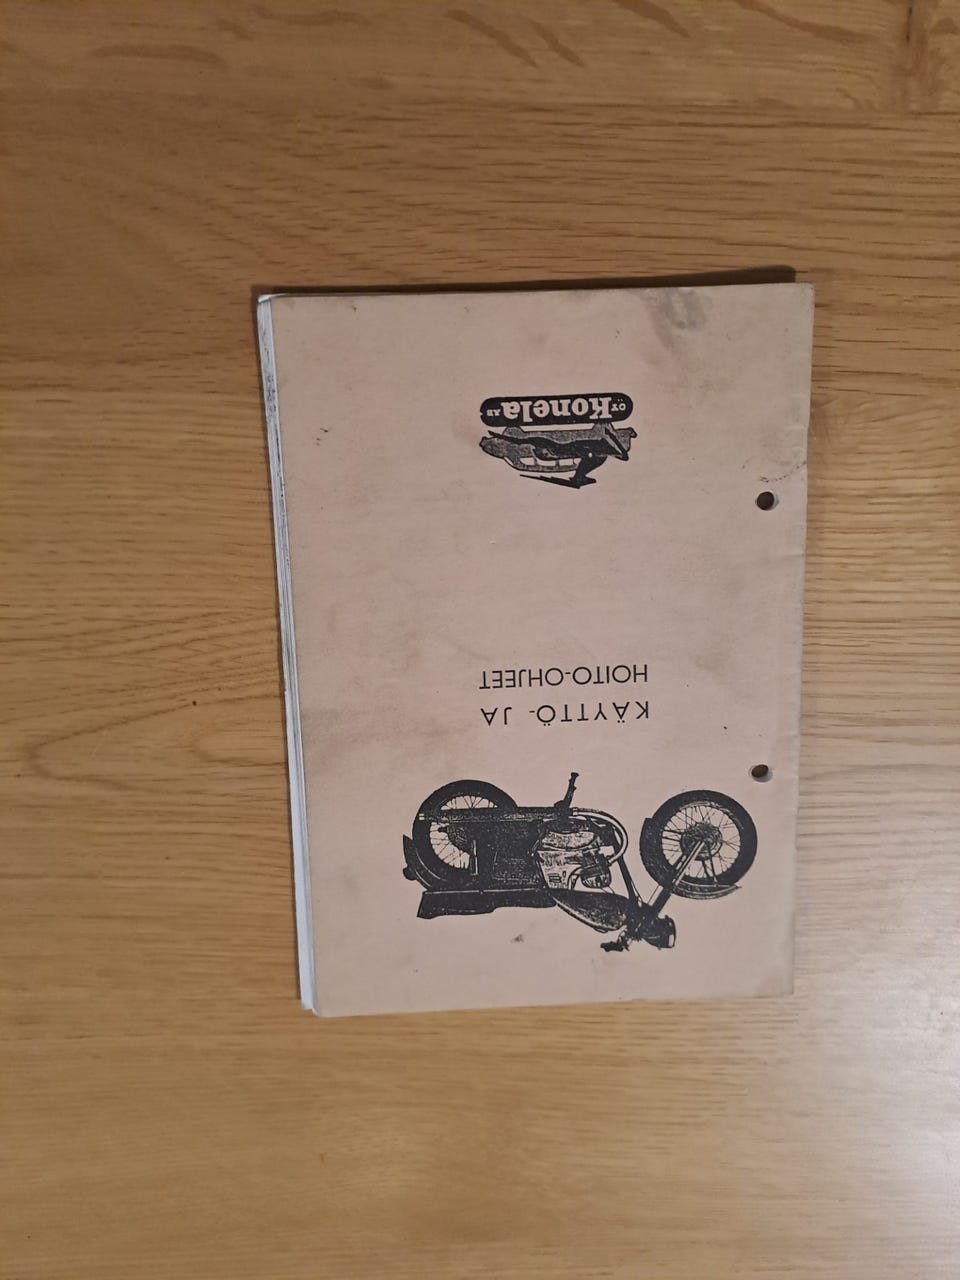 KÄYTTÖ- JA
HOITO-OHJEET
OY Konela AB